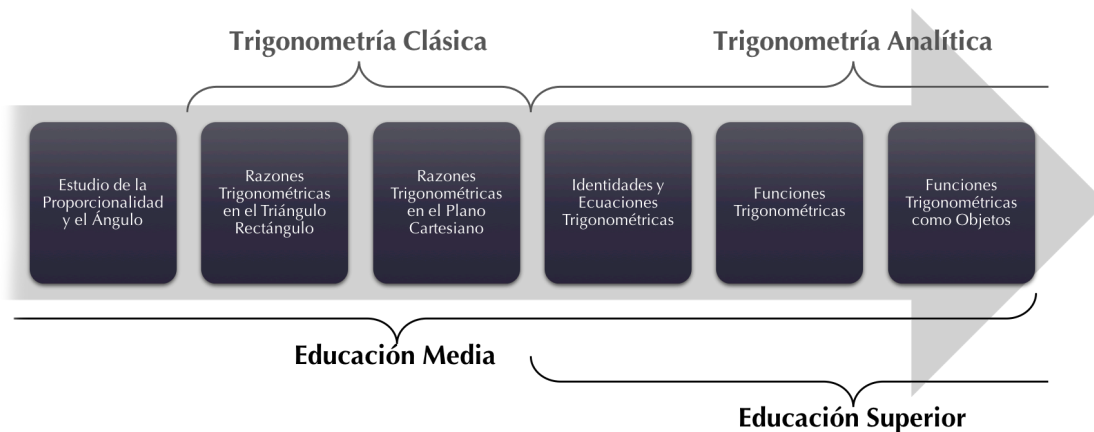 Trigonometría Clásica
Trigonometría Analítica
Estudio de la
Proporcionalidad
y el Ángulo
Razones
Trigonométricas
en el Triángulo
Rectángulo
Razones
Trigonométricas
en el Plano
Cartesiano
Identidades y
Ecuaciones
Trigonométricas
Funciones
Trigonométricas
Funciones
Trigonométricas
como Objetos
Educación Media
Educación Superior